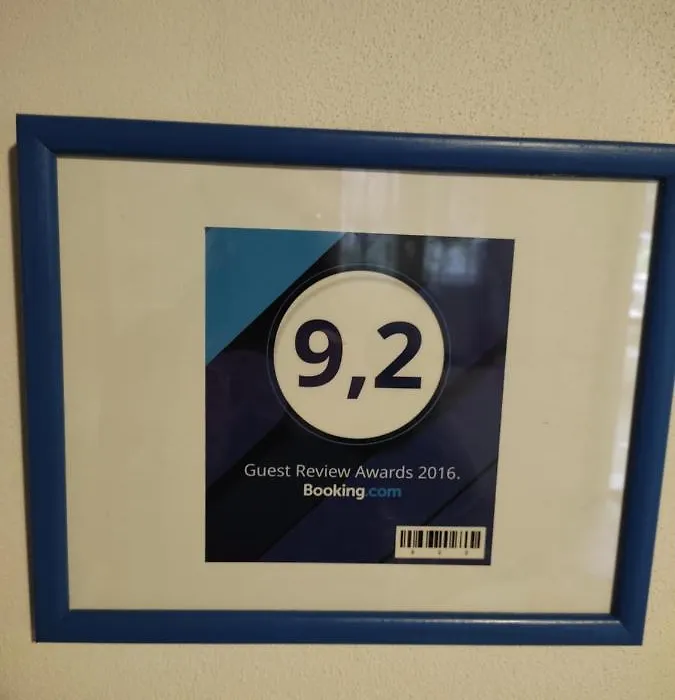 9,2
Guest Review Awards 2016.
Booking.com